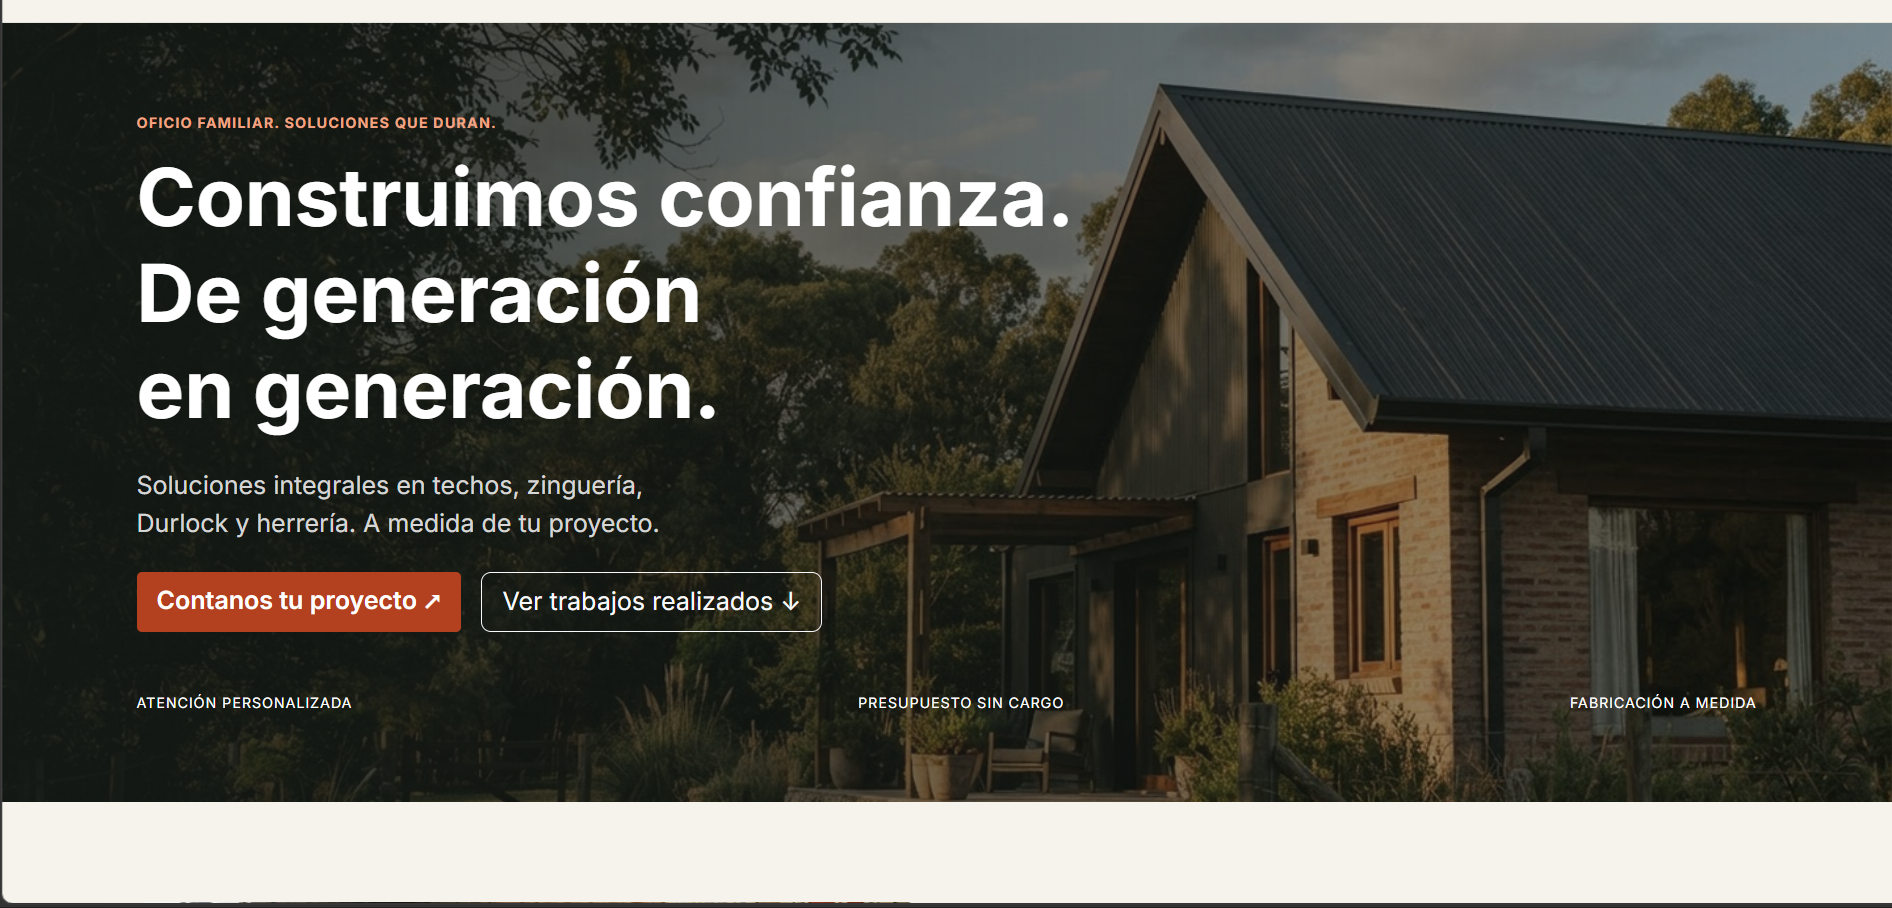 OFICIO FAMILIAR. SOLUCIONES QUE DURAN.
Construimos confianza.
De generación
en generación.
Soluciones integrales en techos, zinguería,
Durlock y herrería. A medida de tu proyecto.
Contanos tu proyecto ↗
Ver trabajos realizados ↓
ATENCIÓN PERSONALIZADA
PRESUPUESTO SIN CARGO
FABRICACIÓN A MEDIDA